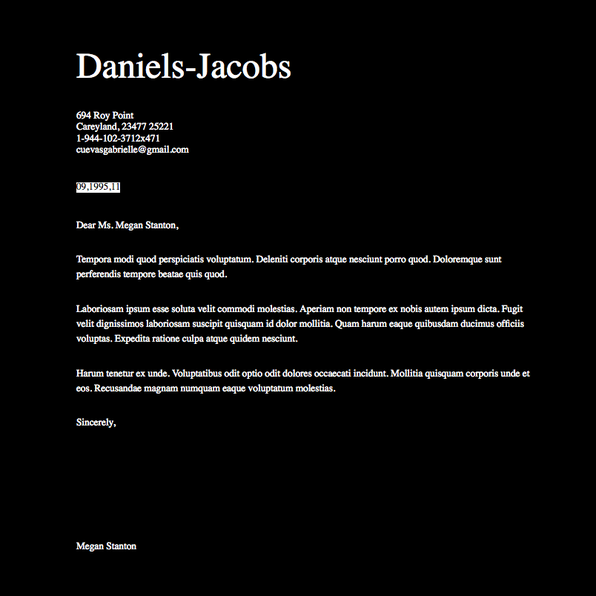 Daniels-Jacobs
694 Roy Point
Careyland, 23477 25221
1-944-102-3712x471
cuevasgabrielle@gmail.com
09,1995,11
Dear Ms. Megan Stanton,
Tempora modi quod perspiciatis voluptatum. Deleniti corporis atque nesciunt porro quod. Doloremque sunt
perferendis tempore beatae quis quod.
Laboriosam ipsum esse soluta velit commodi molestias. Aperiam non tempore ex nobis autem ipsum dicta. Fugit
velit dignissimos laboriosam suscipit quisquam id dolor mollitia. Quam harum eaque quibusdam ducimus officiis
voluptas. Expedita ratione culpa atque quidem nesciunt.
Harum tenetur ex unde. Voluptatibus odit optio odit dolores occaecati incidunt. Mollitia quisquam corporis unde et
eos. Recusandae magnam numquam eaque voluptatum molestias.
Sincerely,
Megan Stanton